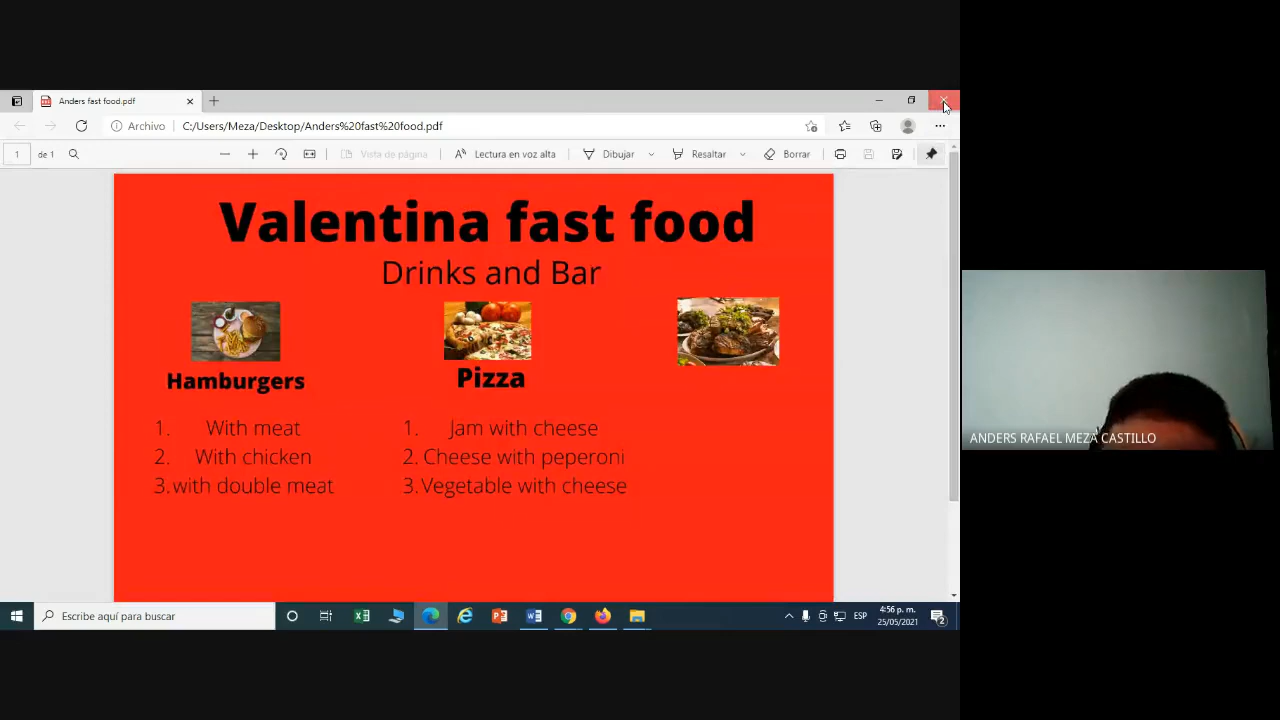 Anders fast food.pdf
Archivo
C:/Users/Meza/Desktop/Anders%20fast%20food.pdf
1 de 1
Vista de página
Lectura en voz alta
Dibujar
Resaltar
Borrar
Valentina fast food
Drinks and Bar
Hamburgers
1. With meat
2. With chicken
3. with double meat
Pizza
1. Jam with cheese
2. Cheese with peperoni
3. Vegetable with cheese
ANDERS RAFAEL MEZA CASTILLO
Escribe aquí para buscar
ESP
4:56 p. m.
25/05/2021
2